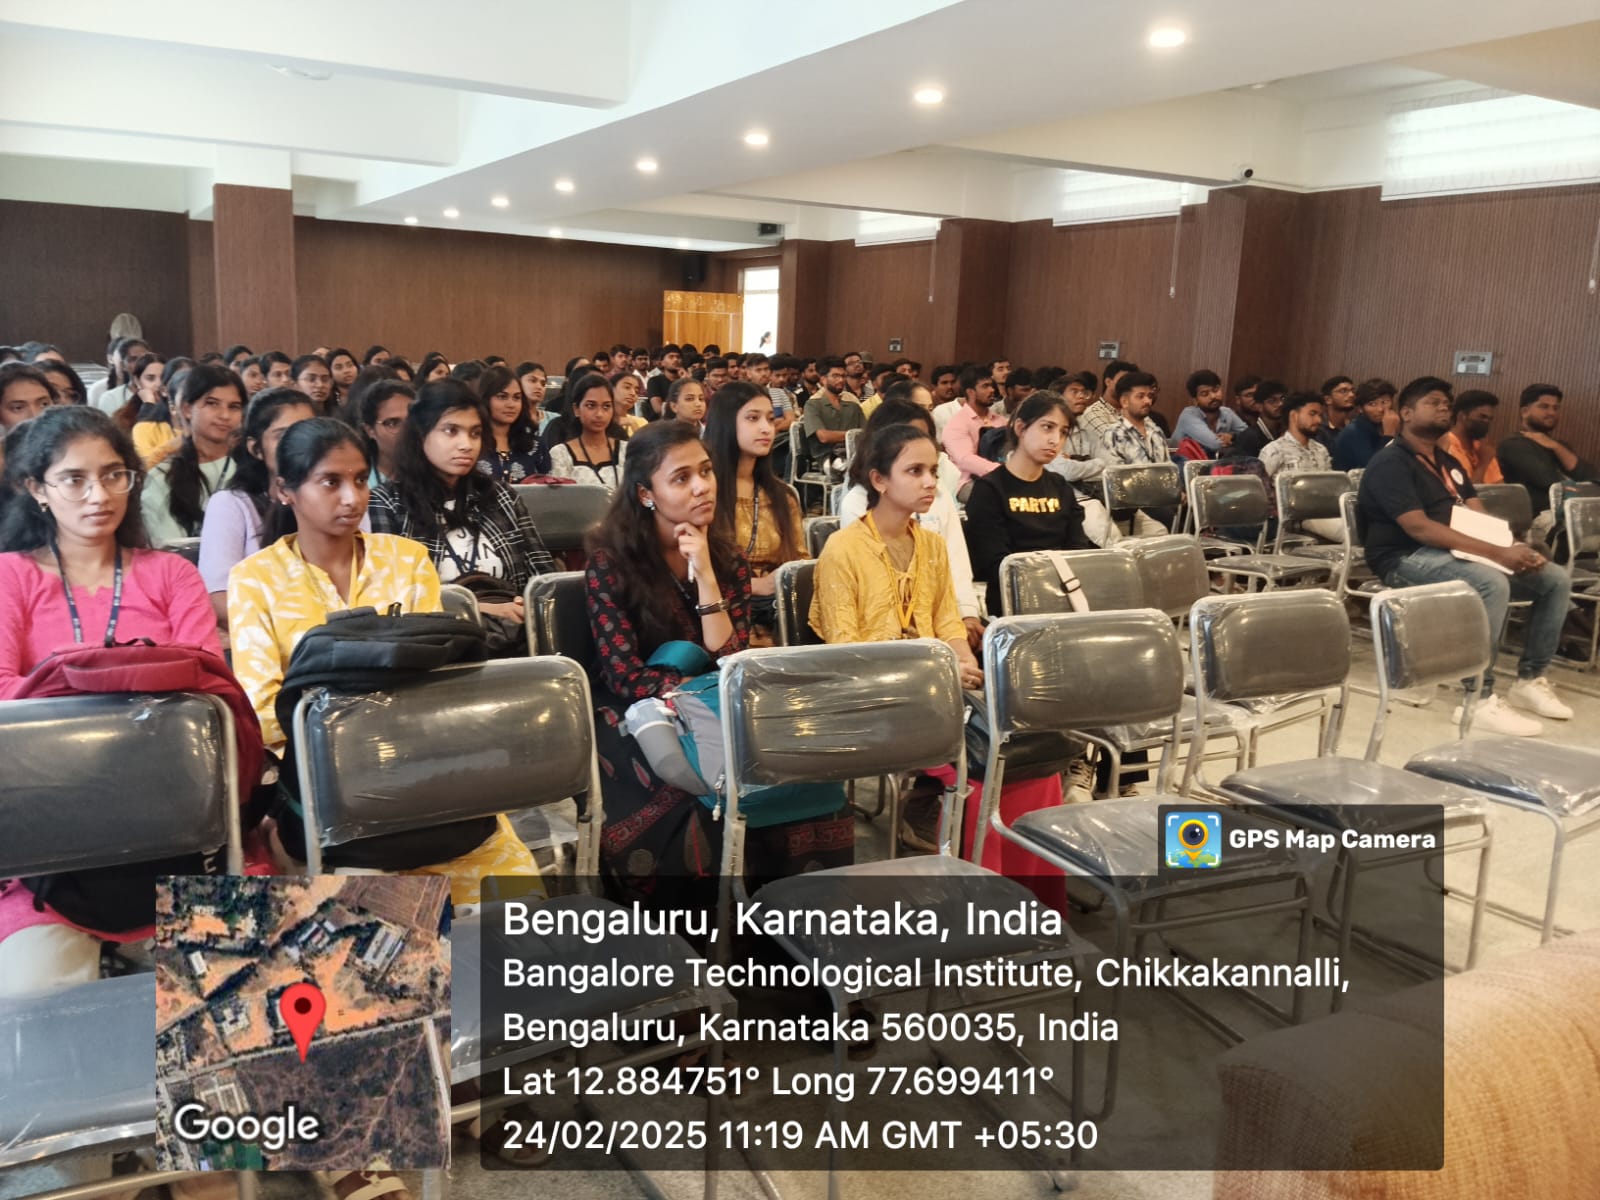 PARTY!
GPS Map Camera
Bengaluru, Karnataka, India
Bangalore Technological Institute, Chikkakannalli,
Bengaluru, Karnataka 560035, India
Lat 12.884751° Long 77.699411°
24/02/2025 11:19 AM GMT +05:30
Google